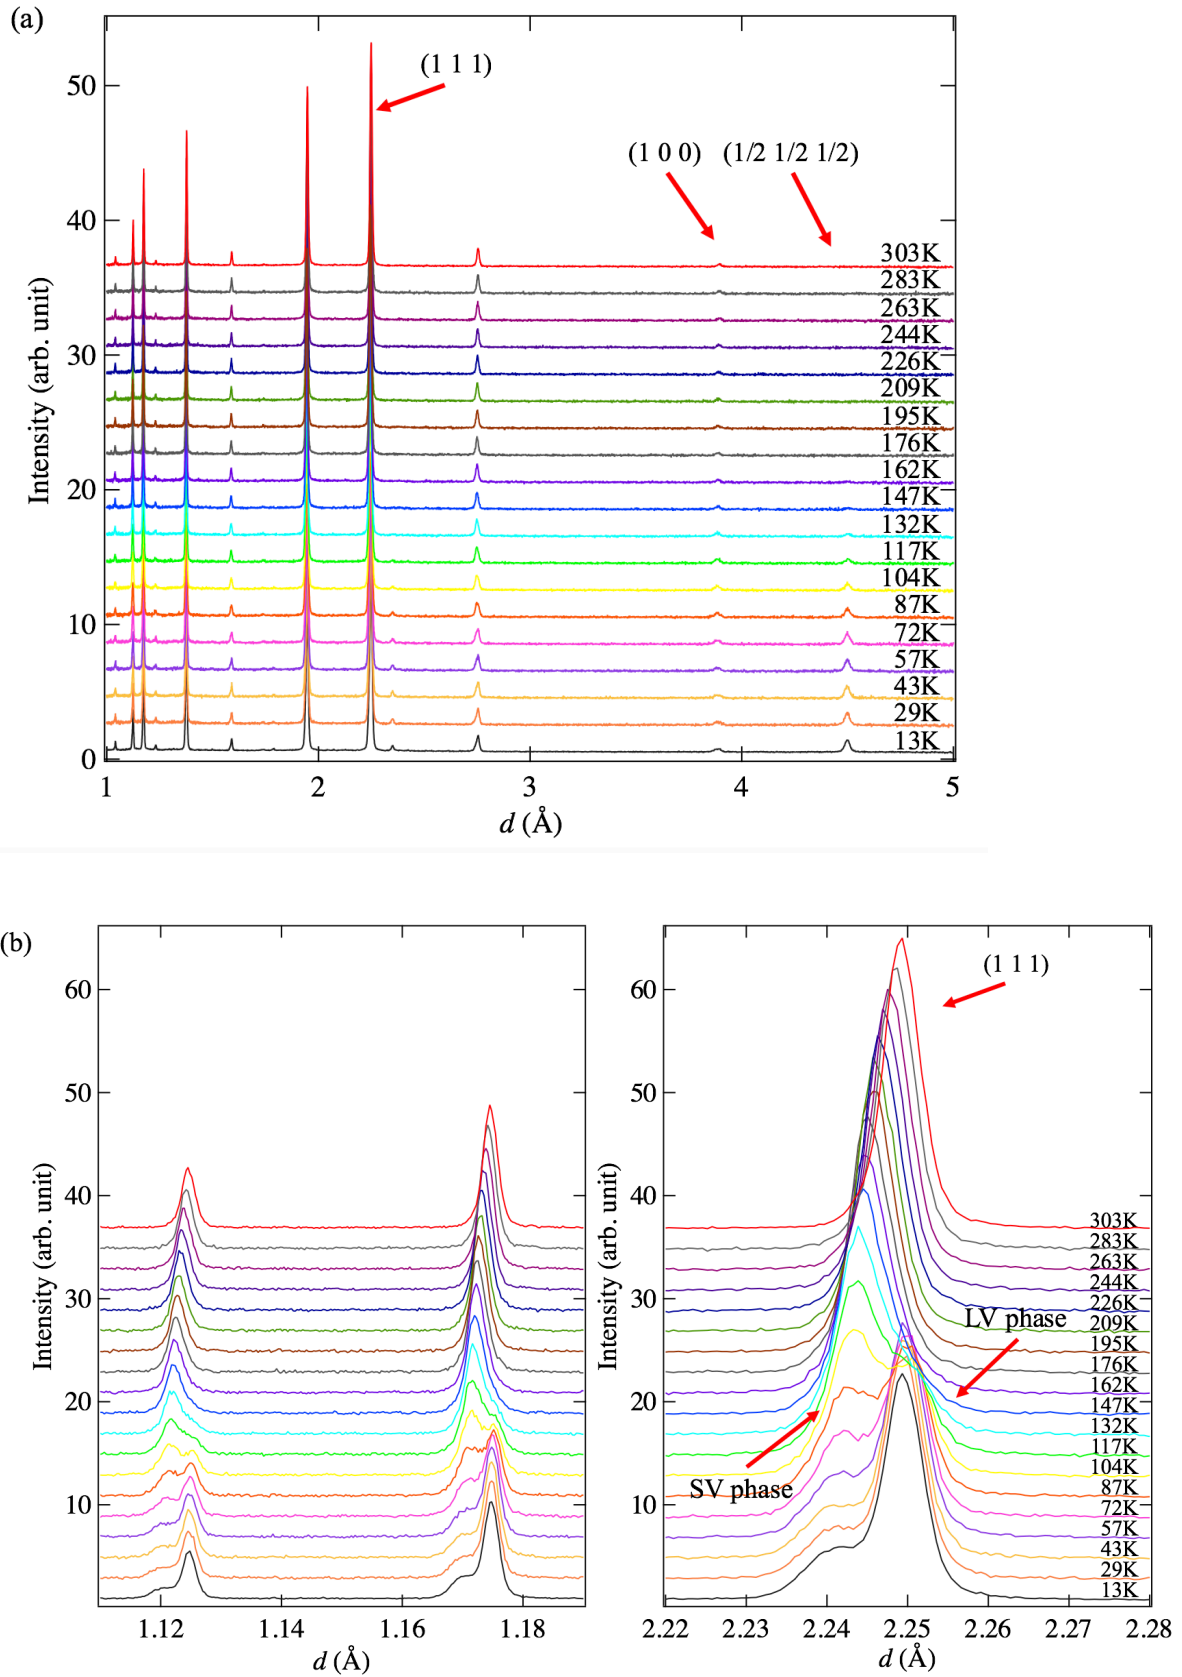 (a)
(1 1 1)
(1 0 0) (1/2 1/2 1/2)
50
40
30
20
10
0
Intensity (arb. unit)
303K
283K
263K
244K
226K
209K
195K
176K
162K
147K
132K
117K
104K
87K
72K
57K
43K
29K
13K
1 2 3 4 5
d (Å)
(b)
60
50
40
30
20
10
Intensity (arb. unit)
1.12 1.14 1.16 1.18
d (Å)
(1 1 1)
60
50
40
30
20
10
Intensity (arb. unit)
LV phase
SV phase
303K
283K
263K
244K
226K
209K
195K
176K
162K
147K
132K
117K
104K
87K
72K
57K
43K
29K
13K
2.22 2.23 2.24 2.25 2.26 2.27 2.28
d (Å)